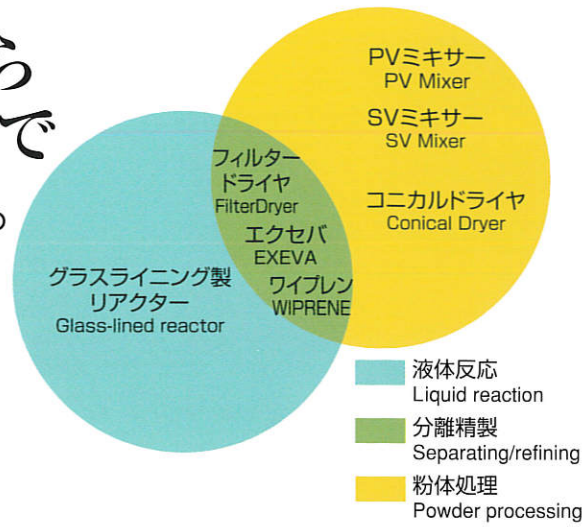 らで
。
PVミキサー
PV Mixer
SVミキサー
SV Mixer
コニカルドライヤ
Conical Dryer
フィルター
ドライヤ
FilterDryer
エクセバ
EXEVA
ワイプレン
WIPRENE
グラスライニング製
リアクター
Glass-lined reactor
液体反応
Liquid reaction
分離精製
Separating/refining
粉体処理
Powder processing